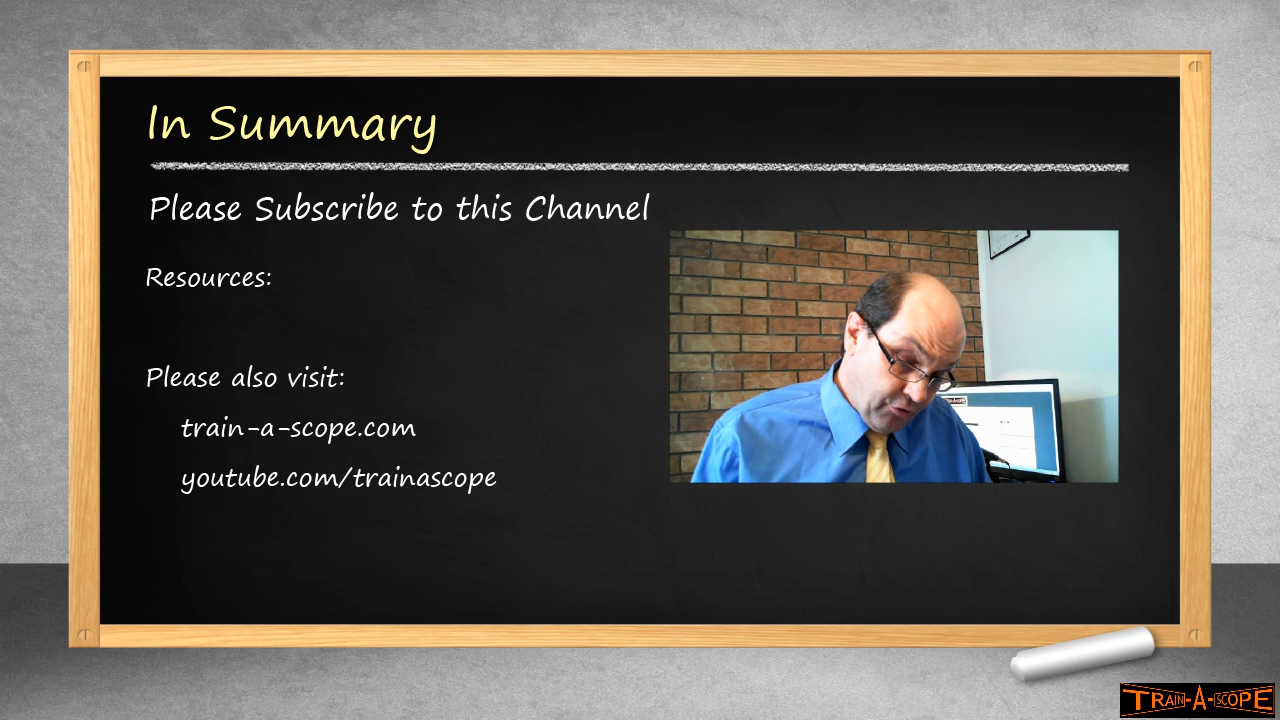 In Summary
Please Subscribe to this Channel
Resources:
Please also visit:
train-a-scope.com
youtube.com/trainascope
TRAIN-A-SCOPE